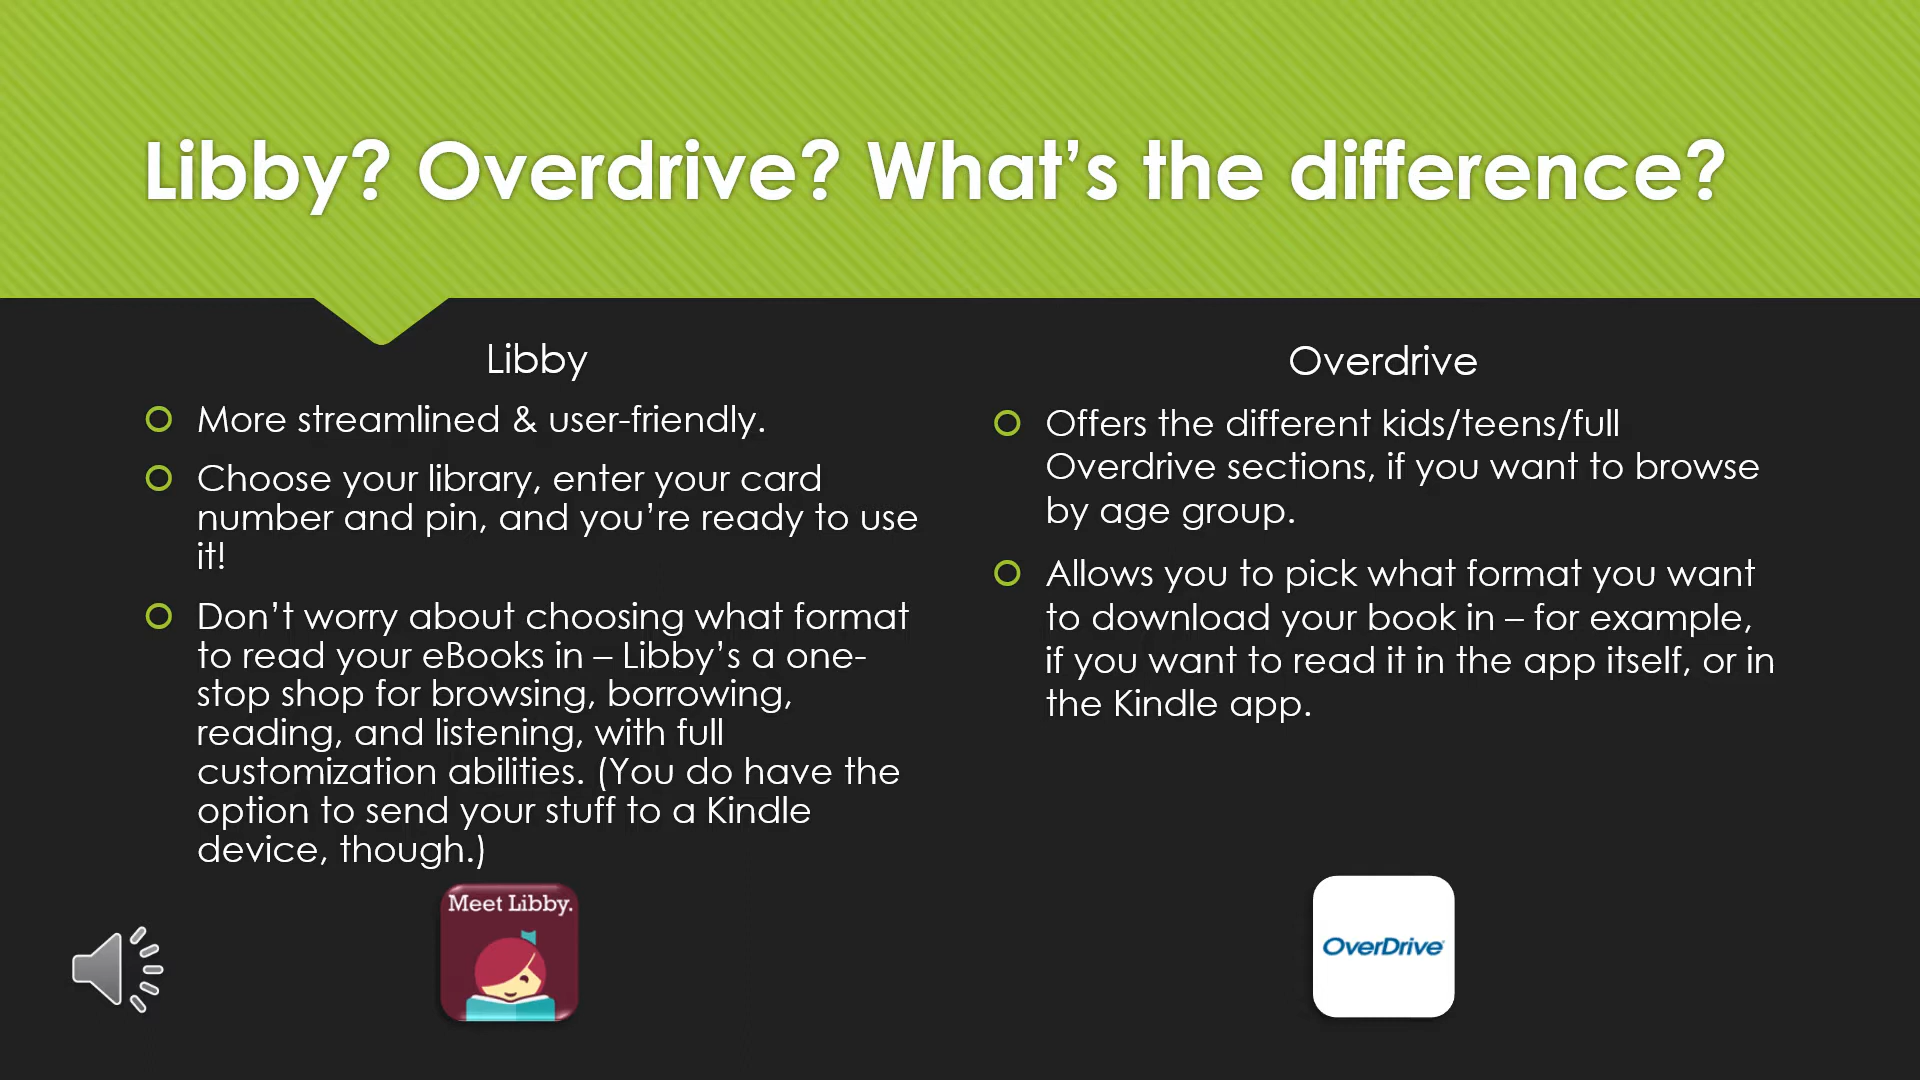 Libby? Overdrive? What’s the difference?
Libby
More streamlined & user-friendly.
Choose your library, enter your card
number and pin, and you’re ready to use
it!
Don’t worry about choosing what format
to read your eBooks in – Libby’s a one-
stop shop for browsing, borrowing,
reading, and listening, with full
customization abilities. (You do have the
option to send your stuff to a Kindle
device, though.)
Meet Libby.
Overdrive
Offers the different kids/teens/full
Overdrive sections, if you want to browse
by age group.
Allows you to pick what format you want
to download your book in – for example,
if you want to read it in the app itself, or in
the Kindle app.
OverDrive